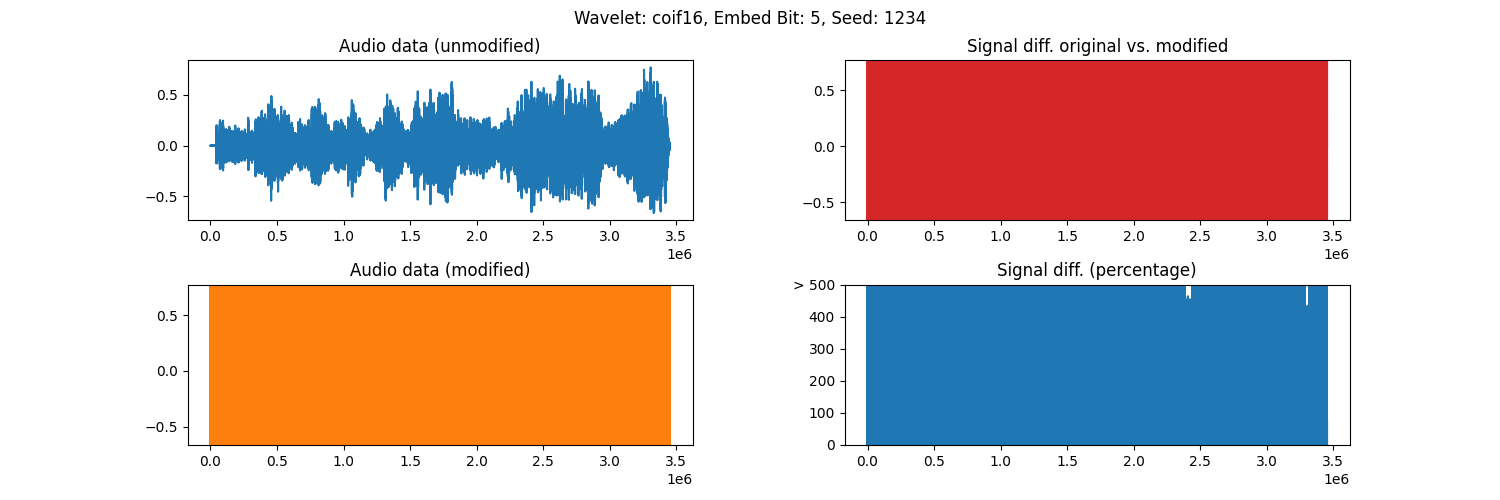 Wavelet: coif16, Embed Bit: 5, Seed: 1234
Audio data (unmodified)
0.5
0.0
−0.5
0.0 0.5 1.0 1.5 2.0 2.5 3.0 3.5
1e6
Signal diff. original vs. modified
0.5
0.0
−0.5
0.0 0.5 1.0 1.5 2.0 2.5 3.0 3.5
1e6
Audio data (modified)
0.5
0.0
−0.5
0.0 0.5 1.0 1.5 2.0 2.5 3.0 3.5
1e6
Signal diff. (percentage)
> 500
400
300
200
100
0
0.0 0.5 1.0 1.5 2.0 2.5 3.0 3.5
1e6